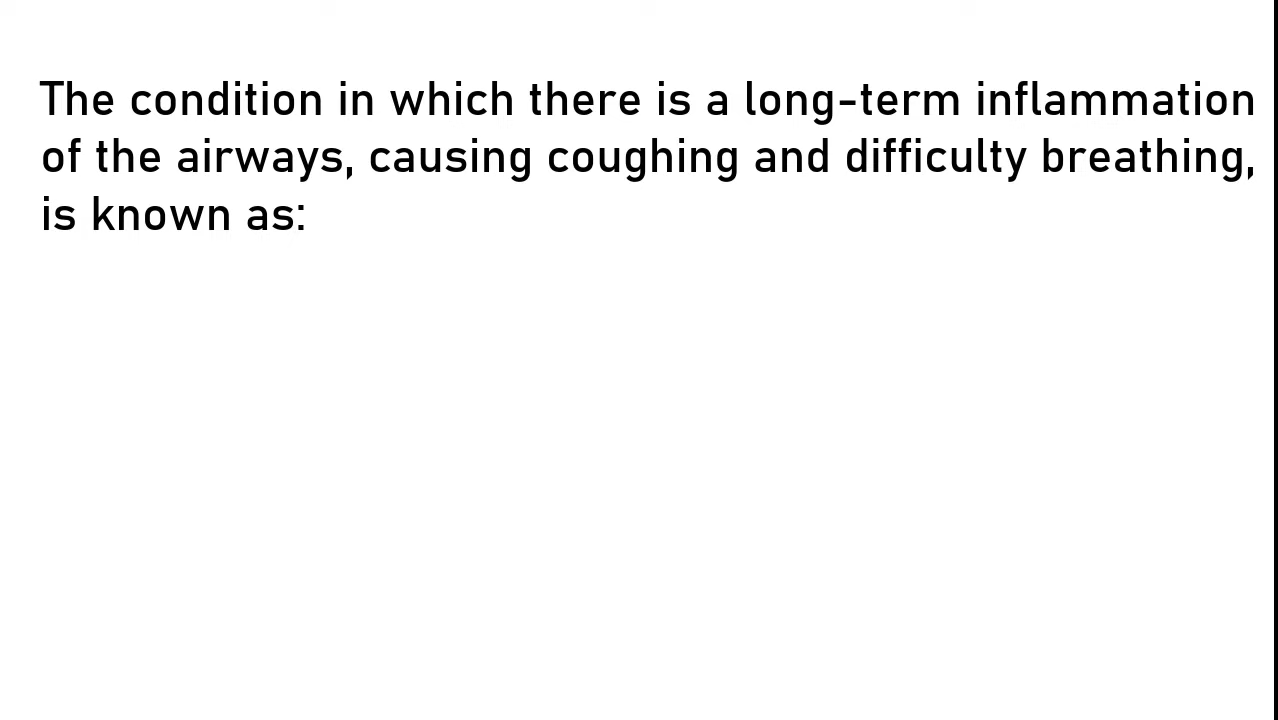 The condition in which there is a long-term inflammation
of the airways, causing coughing and difficulty breathing,
is known as: